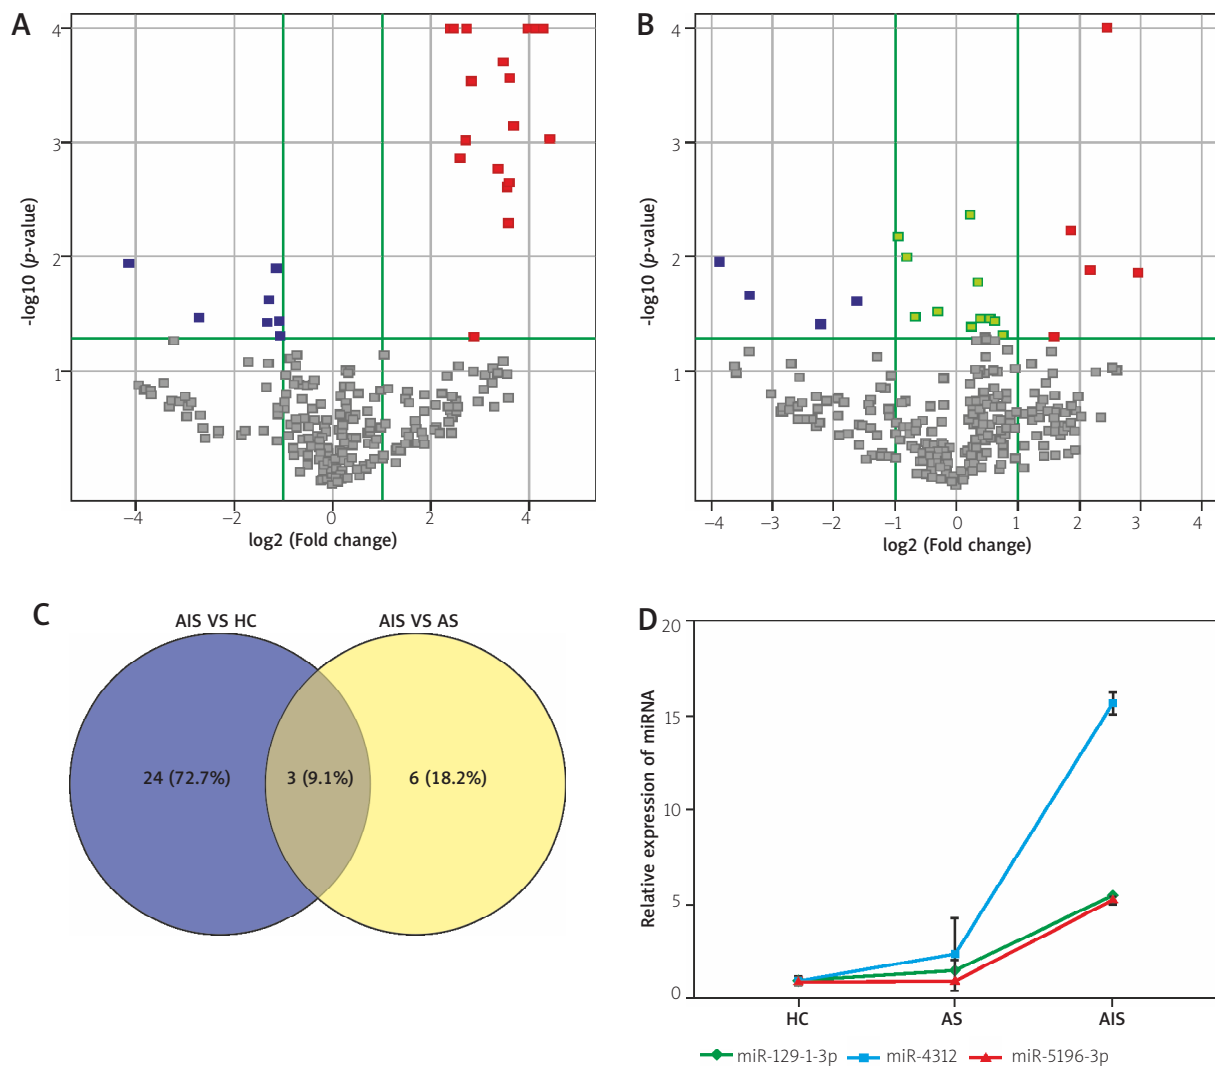 A
4
3
2
1
-log10 (p-value)
−4 −2 0 2 4
log2 (Fold change)
B
4
3
2
1
-log10 (p-value)
−4 −3 −2 −1 0 1 2 3 4
log2 (Fold change)
C
AIS VS HC AIS VS AS
24 (72.7%) 3 (9.1%) 6 (18.2%)
D
20
15
10
5
0
Relative expression of miRNA
HC AS AIS
miR-129-1-3p miR-4312 miR-5196-3p